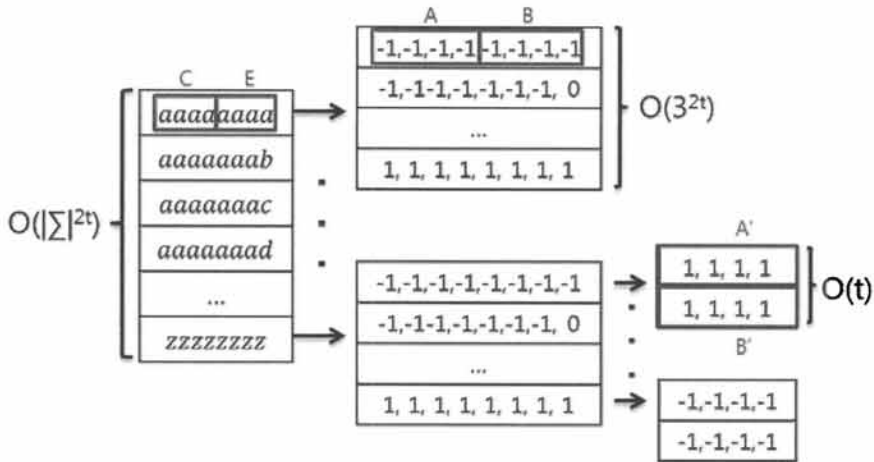 A B
-1,-1,-1,-1 -1,-1,-1,-1
-1,-1-1,-1,-1,-1,-1, 0
...
1, 1, 1, 1, 1, 1, 1, 1
O(3^2t)
C E
aaaaaaaa
aaaaaaab
aaaaaaac
aaaaaaad
...
zzzzzzzz
O(|∑|^2t)
-1,-1,-1,-1,-1,-1,-1,-1
-1,-1-1,-1,-1,-1,-1, 0
...
1, 1, 1, 1, 1, 1, 1, 1
A'
1, 1, 1, 1
1, 1, 1, 1
O(t)
B'
-1,-1,-1,-1
-1,-1,-1,-1